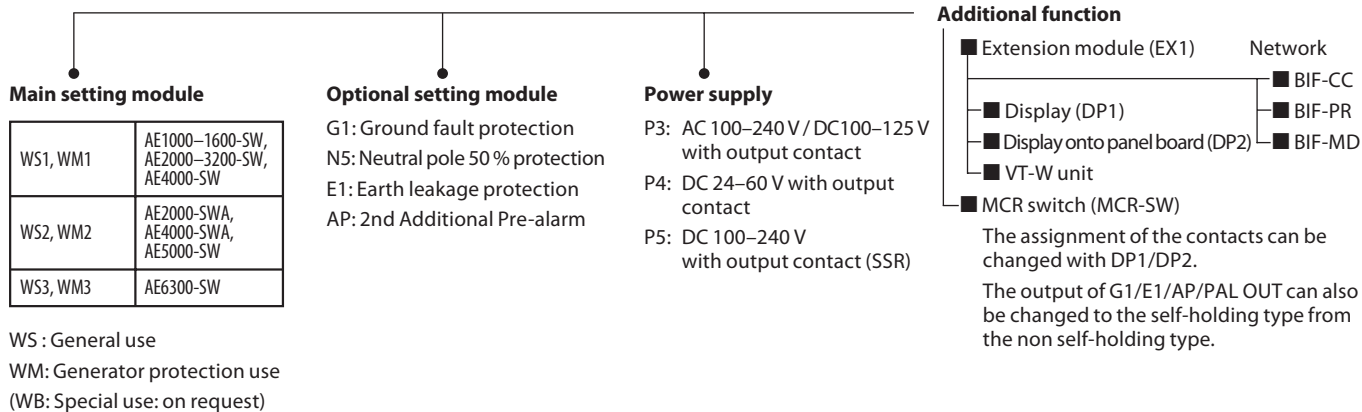 Main setting module
WS1, WM1
AE1000–1600-SW,
AE2000–3200-SW,
AE4000-SW
WS2, WM2
AE2000-SWA,
AE4000-SWA,
AE5000-SW
WS3, WM3
AE6300-SW
WS : General use
WM: Generator protection use
(WB: Special use: on request)
Optional setting module
G1: Ground fault protection
N5: Neutral pole 50 % protection
E1: Earth leakage protection
AP: 2nd Additional Pre-alarm
Power supply
P3: AC 100–240 V / DC100–125 V
with output contact
P4: DC 24–60 V with output
contact
P5: DC 100–240 V
with output contact (SSR)
Additional function
■ Extension module (EX1) Network
■ BIF-CC
■ Display (DP1) ■ BIF-PR
■ Display onto panel board (DP2) ■ BIF-MD
■ VT-W unit
■ MCR switch (MCR-SW)
The assignment of the contacts can be
changed with DP1/DP2.
The output of G1/E1/AP/PAL OUT can also
be changed to the self-holding type from
the non self-holding type.